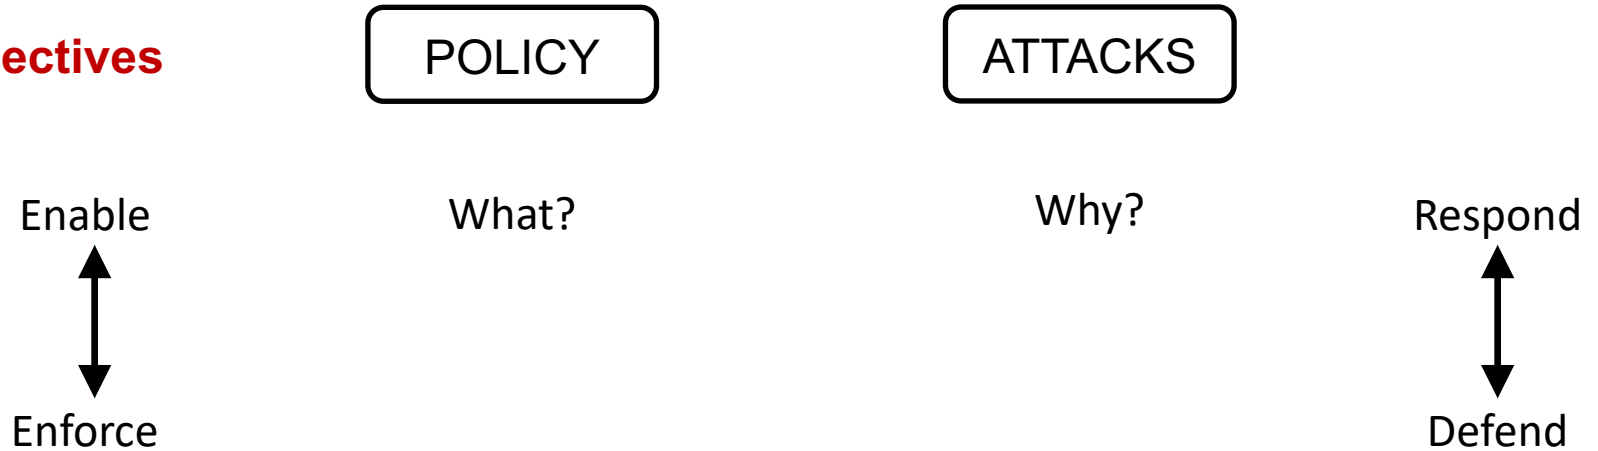 ectives
POLICY
ATTACKS
Enable
What?
Why?
Respond
Enforce
Defend